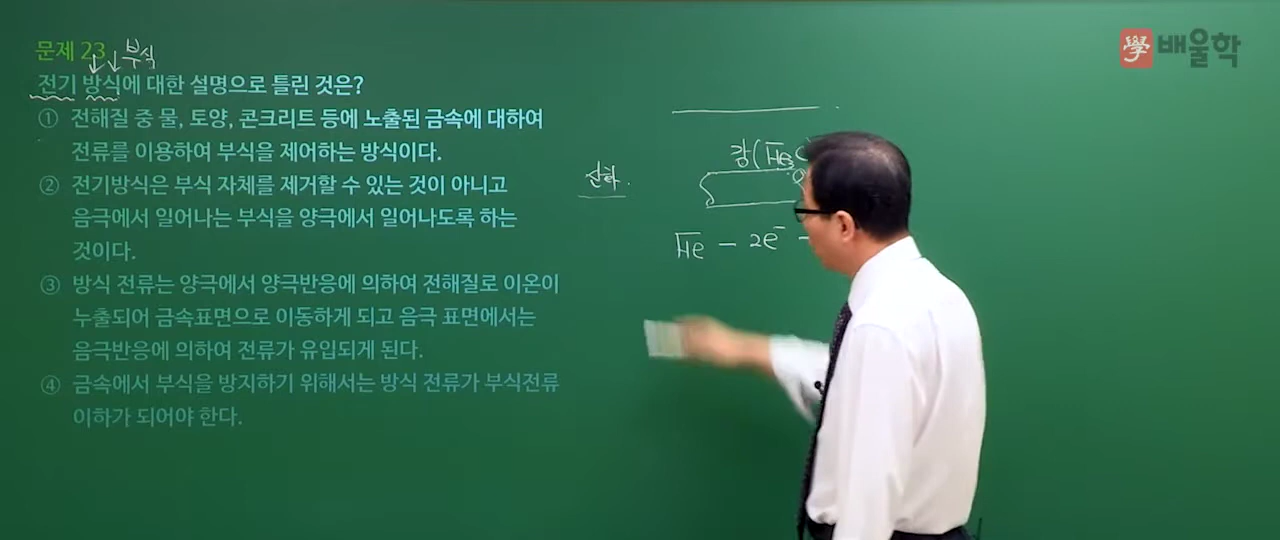 學 배울학
문제 23
부식
전기 방식에 대한 설명으로 틀린 것은?
① 전해질 중 물, 토양, 콘크리트 등에 노출된 금속에 대하여
전류를 이용하여 부식을 제어하는 방식이다.
② 전기방식은 부식 자체를 제거할 수 있는 것이 아니고
음극에서 일어나는 부식을 양극에서 일어나도록 하는
것이다.
③ 방식 전류는 양극에서 양극반응에 의하여 전해질로 이온이
누출되어 금속표면으로 이동하게 되고 음극 표면에서는
음극반응에 의하여 전류가 유입되게 된다.
④ 금속에서 부식을 방지하기 위해서는 방식 전류가 부식전류
이하가 되어야 한다.
산화.
강(Fe
Fe - 2e⁻ -